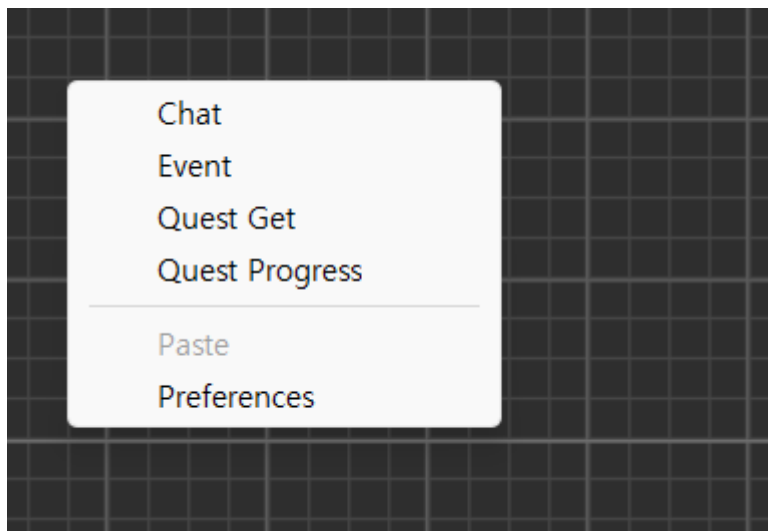 Chat
Event
Quest Get
Quest Progress
Paste
Preferences